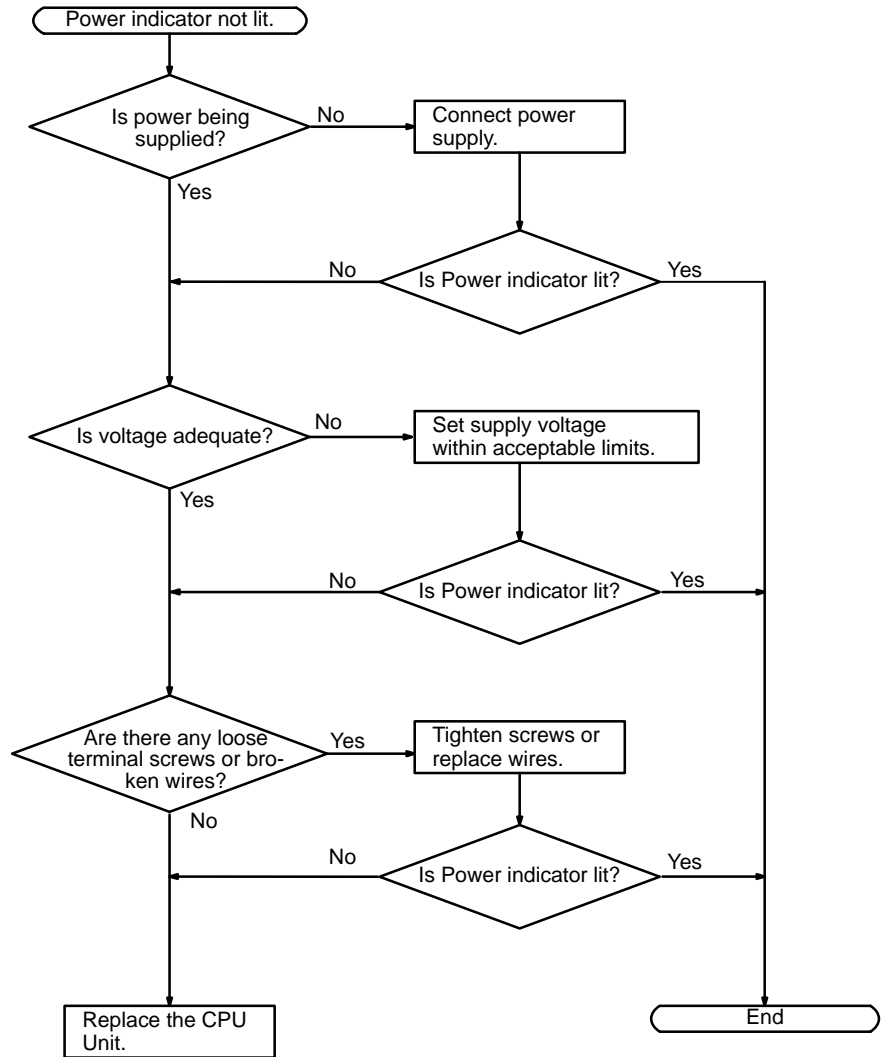 Power indicator not lit.
Is power being
supplied?
No
Connect power
supply.
Yes
No
Is Power indicator lit?
Yes
Is voltage adequate?
No
Set supply voltage
within acceptable limits.
Yes
No
Is Power indicator lit?
Yes
Are there any loose
terminal screws or bro-
ken wires?
Yes
Tighten screws or
replace wires.
No
No
Is Power indicator lit?
Yes
Replace the CPU
Unit.
End